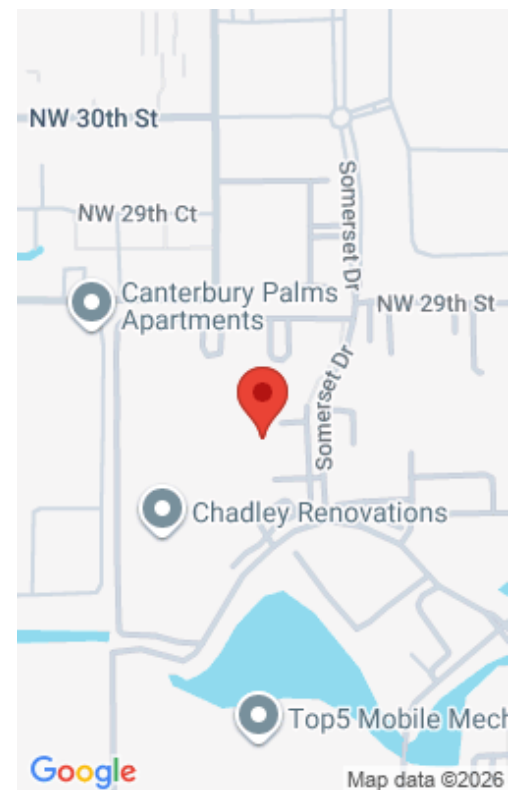 NW 30th St
Somerset Dr
NW 29th Ct
Canterbury Palms
Apartments
NW 29th St
Somerset Dr
Chadley Renovations
Top5 Mobile Mech
Google
Map data ©2026